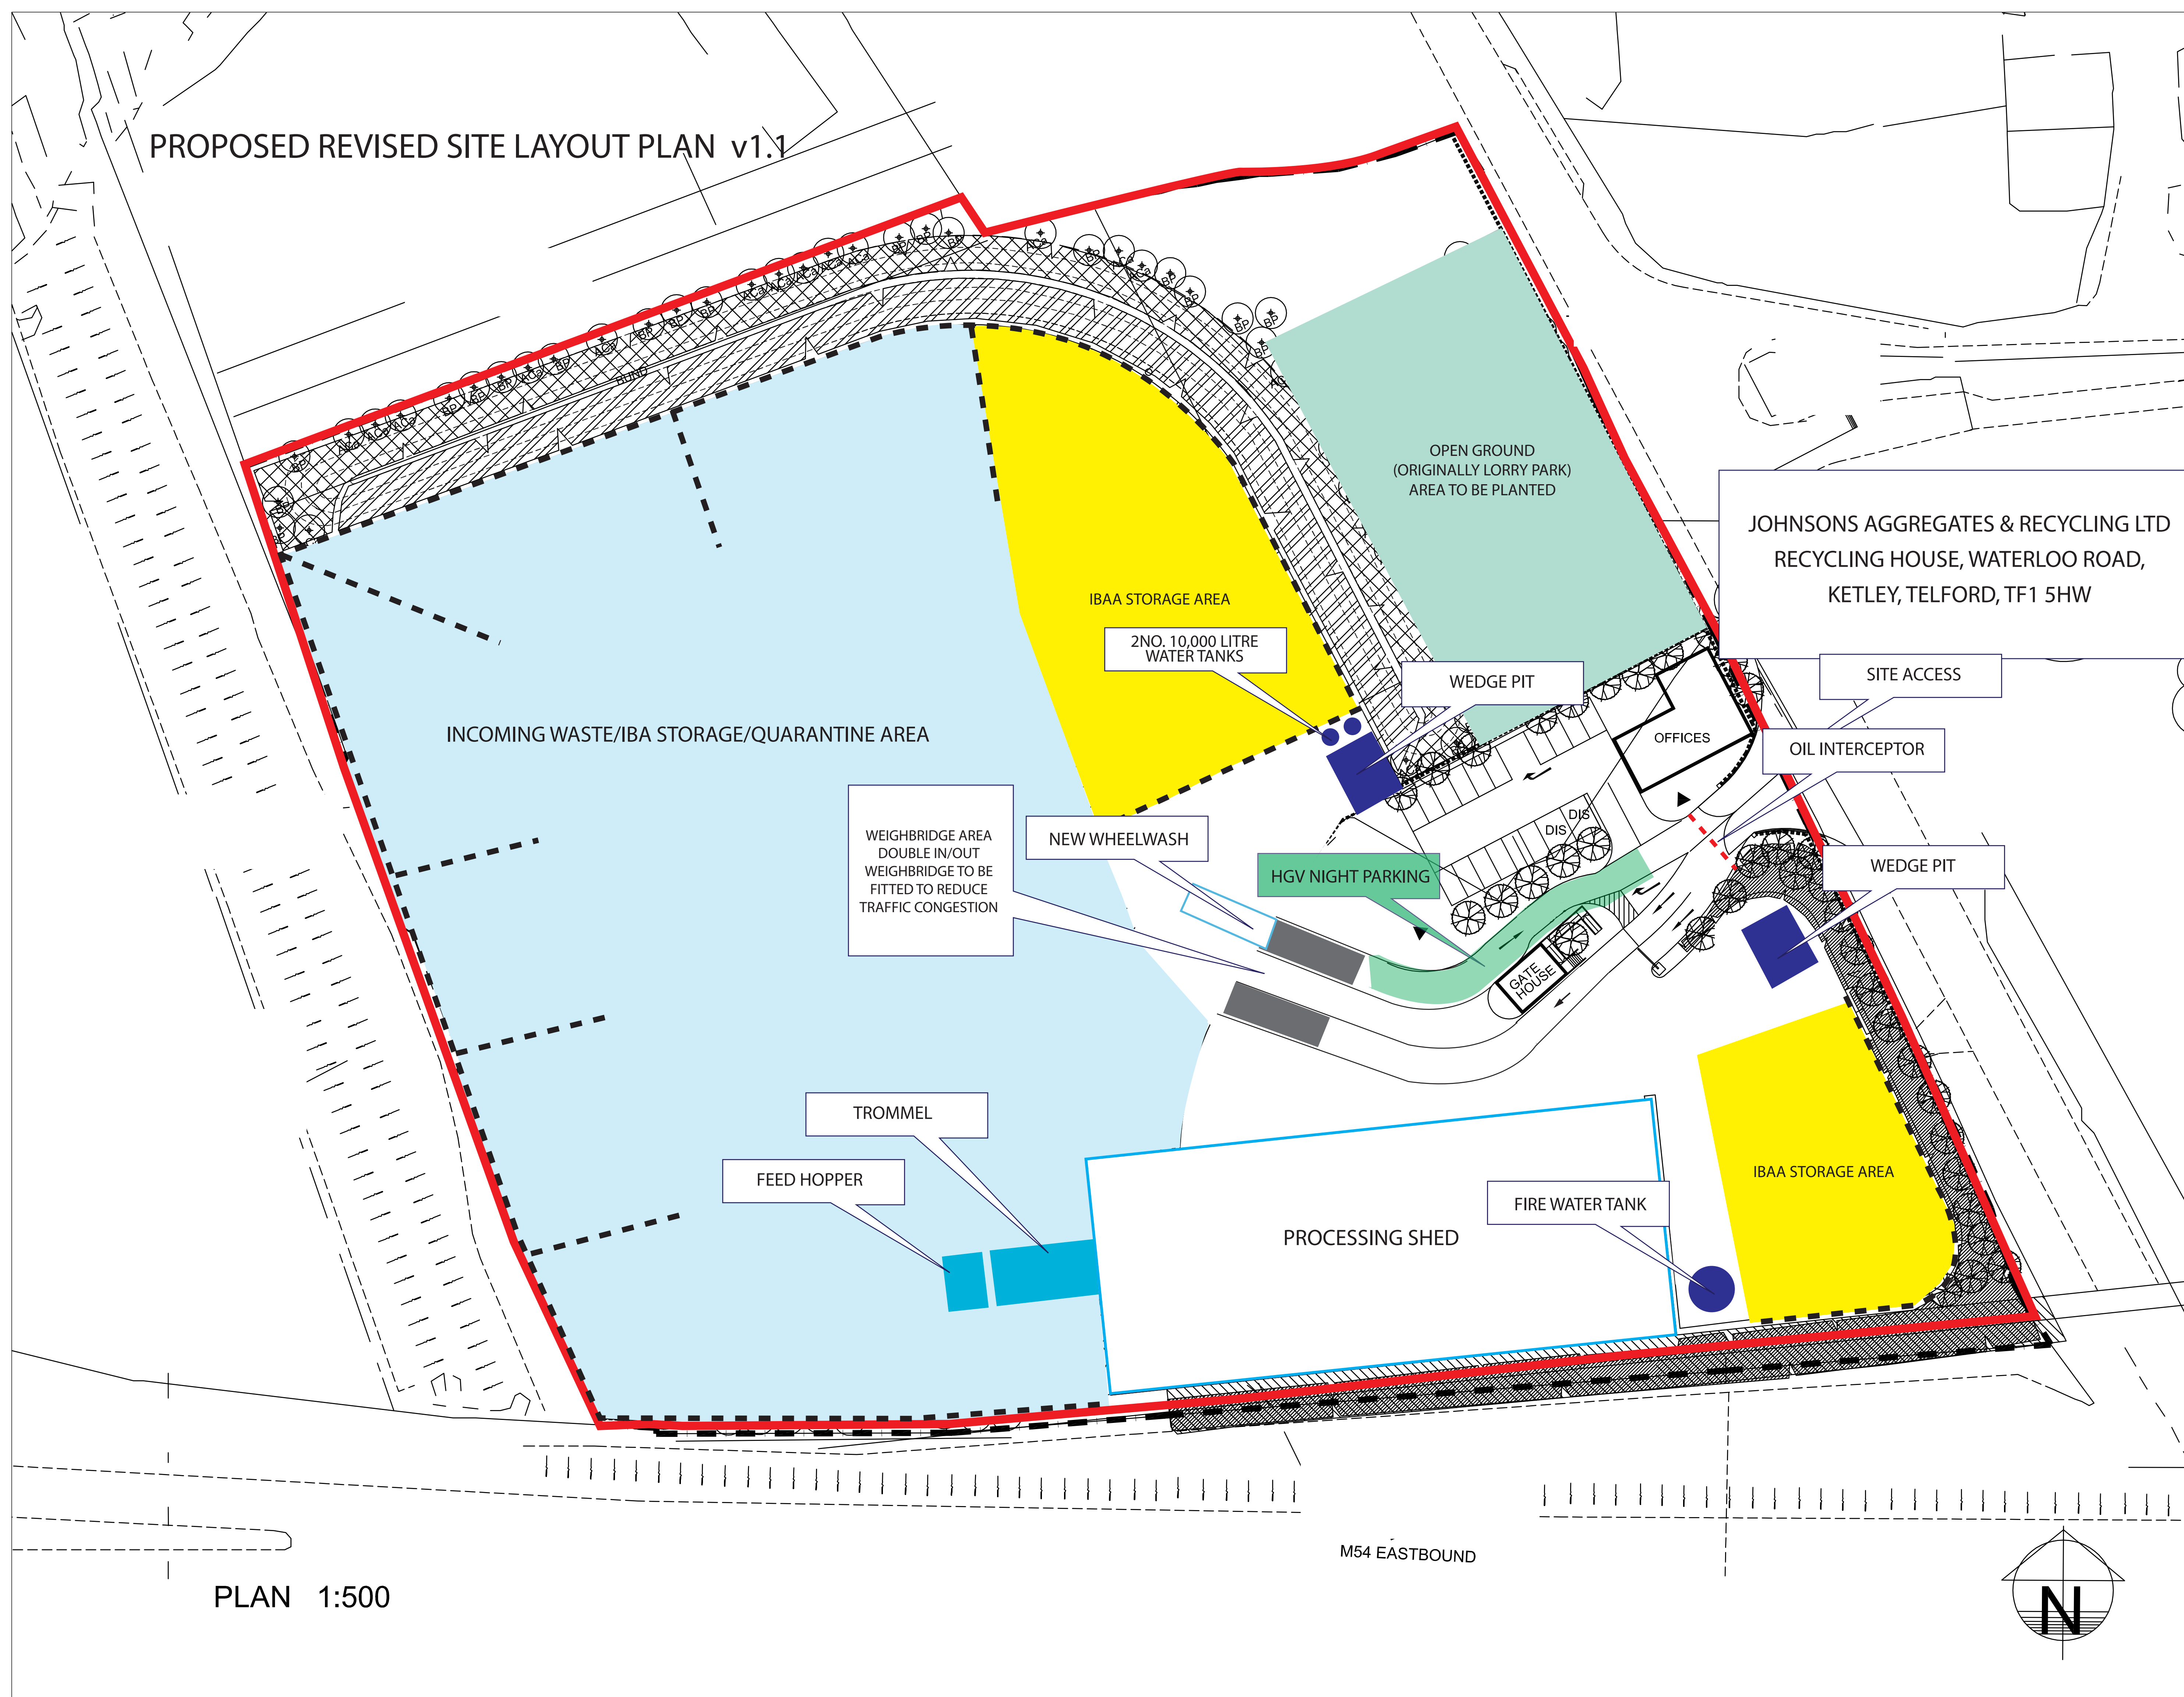 PROPOSED REVISED SITE LAYOUT PLAN v1.1
BUND
OPEN GROUND
(ORIGINALLY LORRY PARK)
AREA TO BE PLANTED
JOHNSONS AGGREGATES & RECYCLING LTD
RECYCLING HOUSE, WATERLOO ROAD,
KETLEY, TELFORD, TF1 5HW
IBAA STORAGE AREA
2NO. 10,000 LITRE
WATER TANKS
WEDGE PIT
SITE ACCESS
OFFICES
OIL INTERCEPTOR
INCOMING WASTE/IBA STORAGE/QUARANTINE AREA
WEIGHBRIDGE AREA
DOUBLE IN/OUT
WEIGHBRIDGE TO BE
FITTED TO REDUCE
TRAFFIC CONGESTION
NEW WHEELWASH
DIS
DIS
HGV NIGHT PARKING
WEDGE PIT
GATE
HOUSE
TROMMEL
FEED HOPPER
IBAA STORAGE AREA
FIRE WATER TANK
PROCESSING SHED
M54 EASTBOUND
PLAN 1:500
N